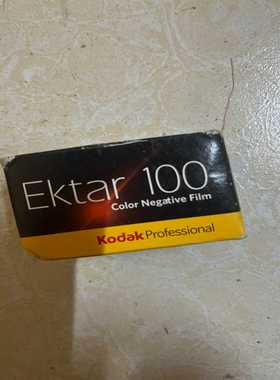 Ektar 100
Color Negative Film
Kodak Professional